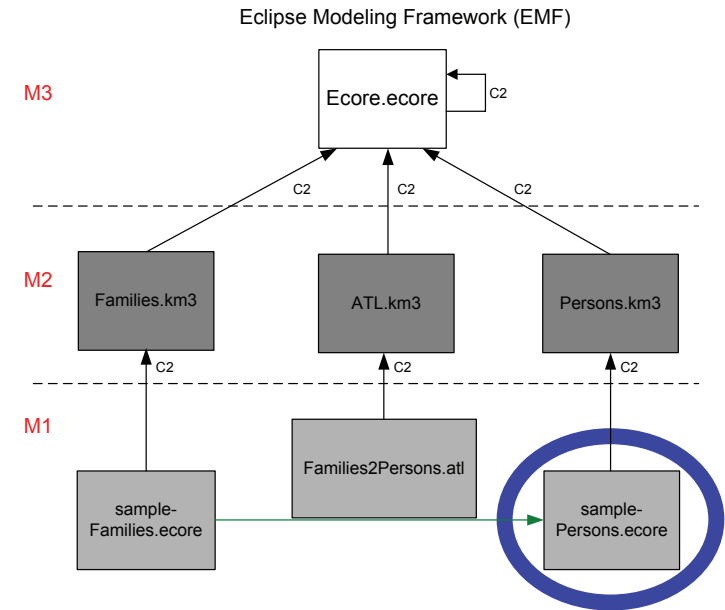 Eclipse Modeling Framework (EMF)
M3
Ecore.ecore
C2
C2
C2
C2
M2
Families.km3
ATL.km3
Persons.km3
C2
C2
C2
M1
Families2Persons.atl
sample-
Families.ecore
sample-
Persons.ecore